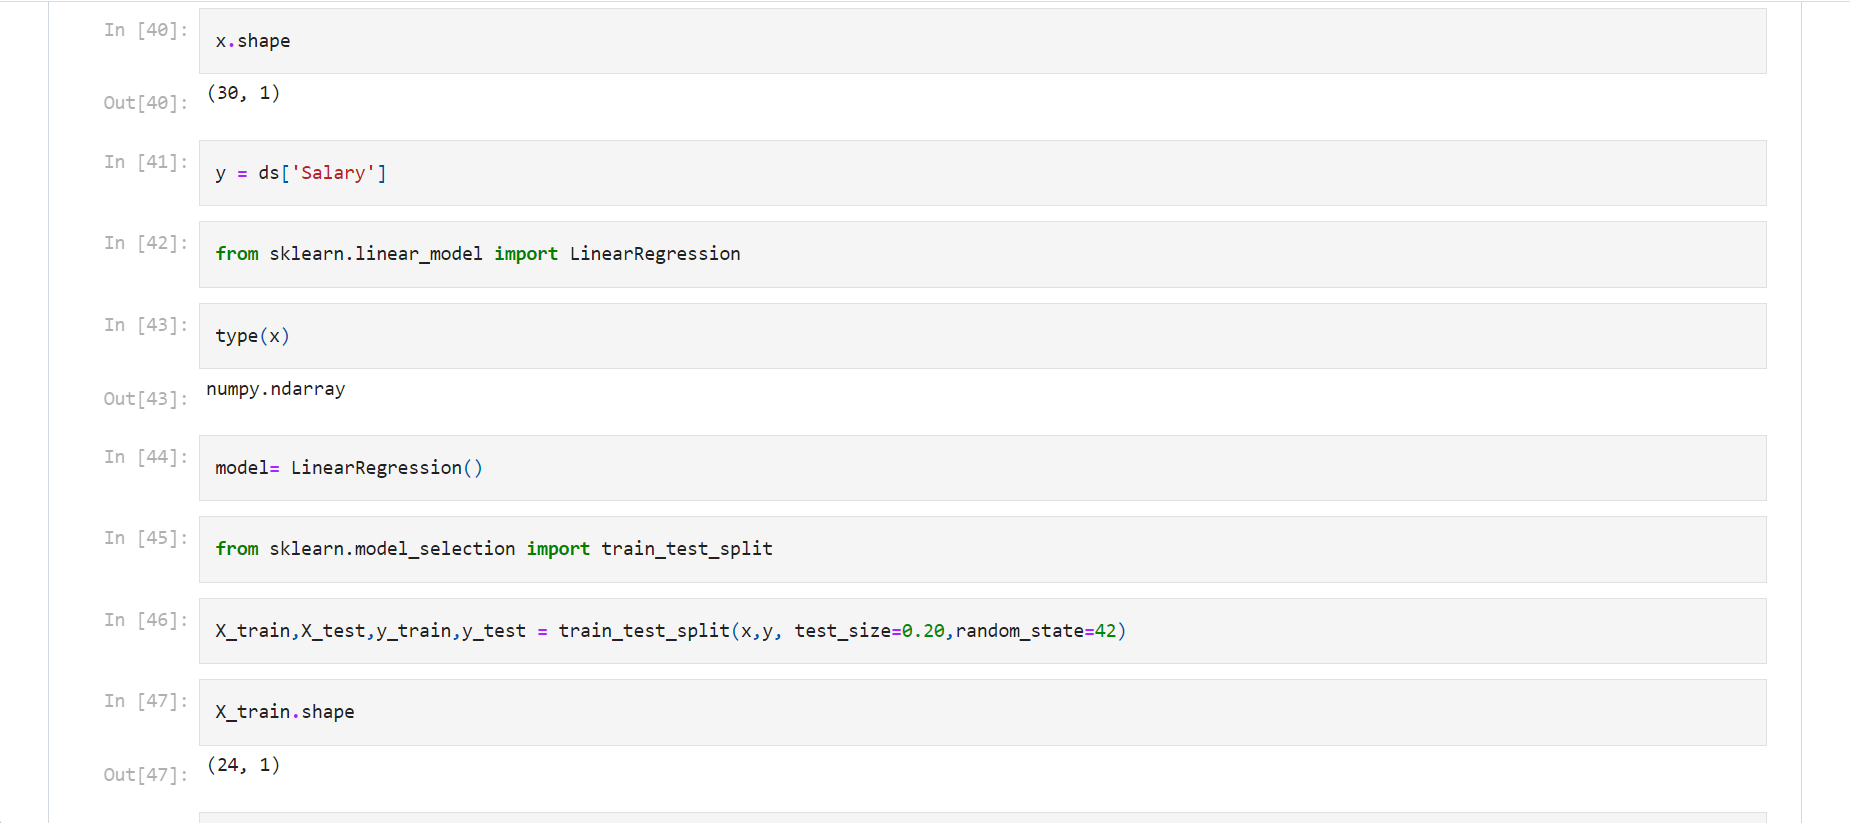 In [40]:
x.shape
Out[40]:
(30, 1)
In [41]:
y = ds['Salary']
In [42]:
from sklearn.linear_model import LinearRegression
In [43]:
type(x)
Out[43]:
numpy.ndarray
In [44]:
model= LinearRegression()
In [45]:
from sklearn.model_selection import train_test_split
In [46]:
X_train,X_test,y_train,y_test = train_test_split(x,y, test_size=0.20,random_state=42)
In [47]:
X_train.shape
Out[47]:
(24, 1)